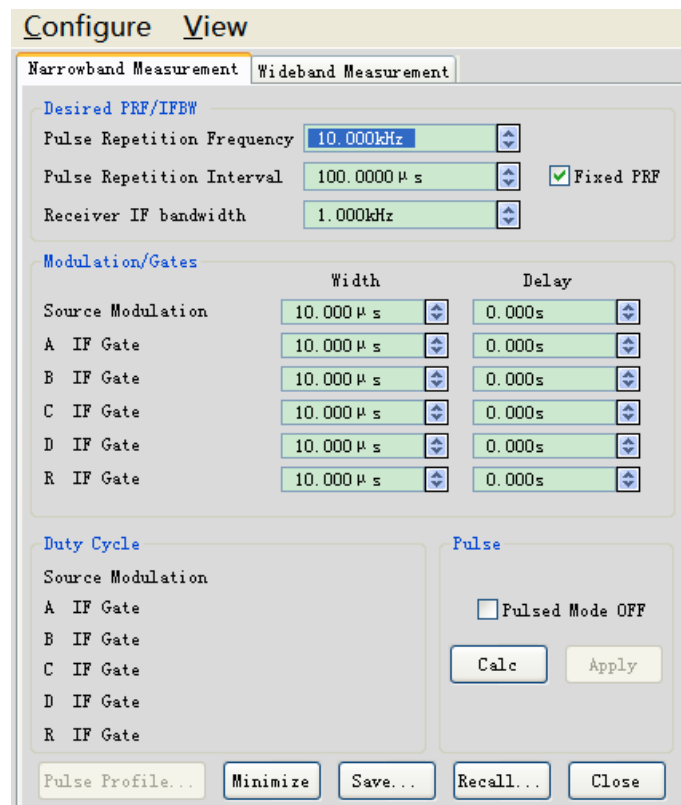 Configure View
Narrowband Measurement Wideband Measurement
Desired PRF/IFBW
Pulse Repetition Frequency 10.000kHz
Pulse Repetition Interval 100.0000μs Fixed PRF
Receiver IF bandwidth 1.000kHz
Modulation/Gates
Width Delay
Source Modulation 10.000μs 0.000s
A IF Gate 10.000μs 0.000s
B IF Gate 10.000μs 0.000s
C IF Gate 10.000μs 0.000s
D IF Gate 10.000μs 0.000s
R IF Gate 10.000μs 0.000s
Duty Cycle
Source Modulation
A IF Gate
B IF Gate
C IF Gate
D IF Gate
R IF Gate
Pulse
Pulsed Mode OFF
Calc Apply
Pulse Profile... Minimize Save... Recall... Close